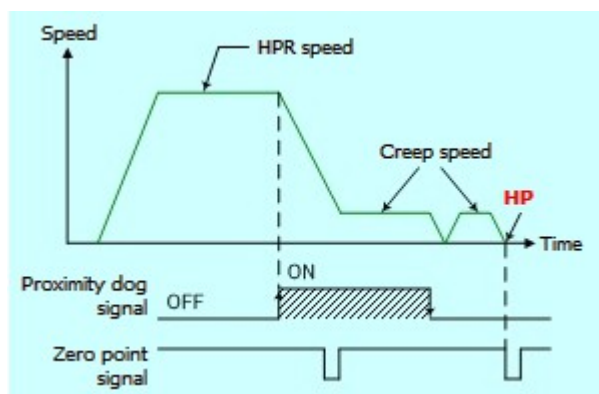 Speed
HPR speed
Creep speed
HP
Time
ON
Proximity dog
signal
OFF
Zero point
signal